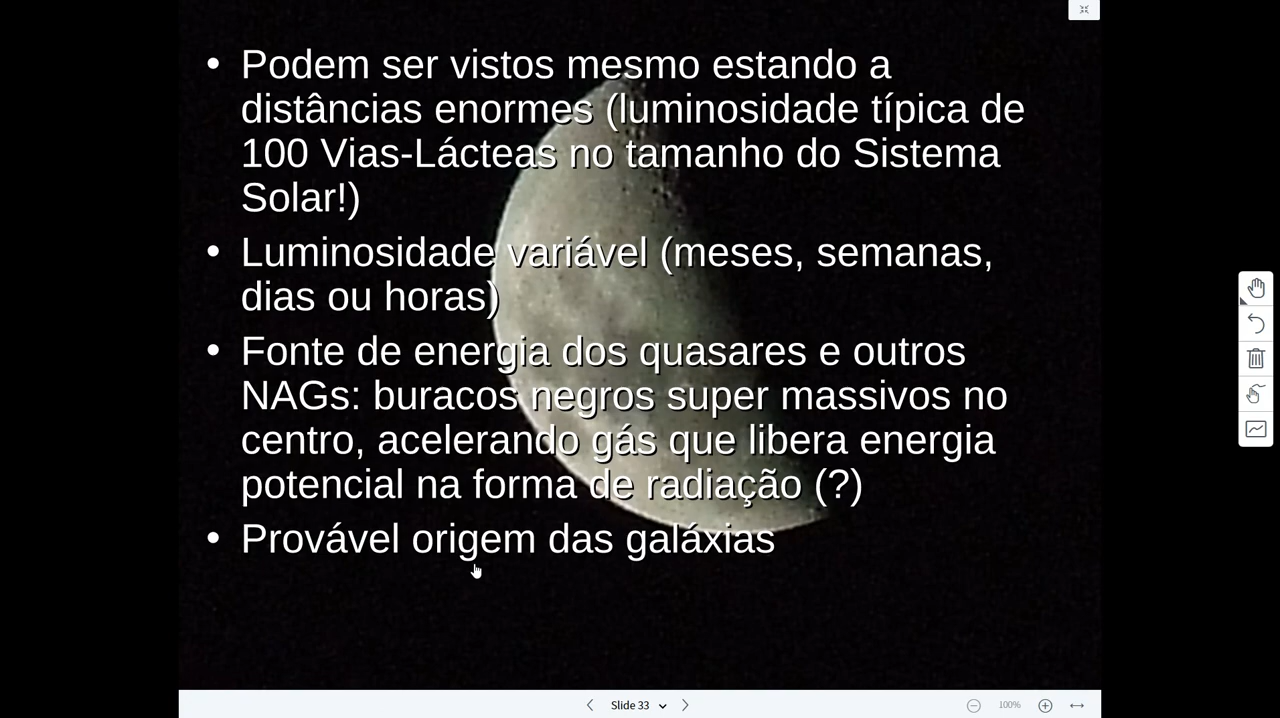 • Podem ser vistos mesmo estando a
distâncias enormes (luminosidade típica de
100 Vias-Lácteas no tamanho do Sistema
Solar!)
• Luminosidade variável (meses, semanas,
dias ou horas)
• Fonte de energia dos quasares e outros
NAGs: buracos negros super massivos no
centro, acelerando gás que libera energia
potencial na forma de radiação (?)
• Provável origem das galáxias
Slide 33
100%